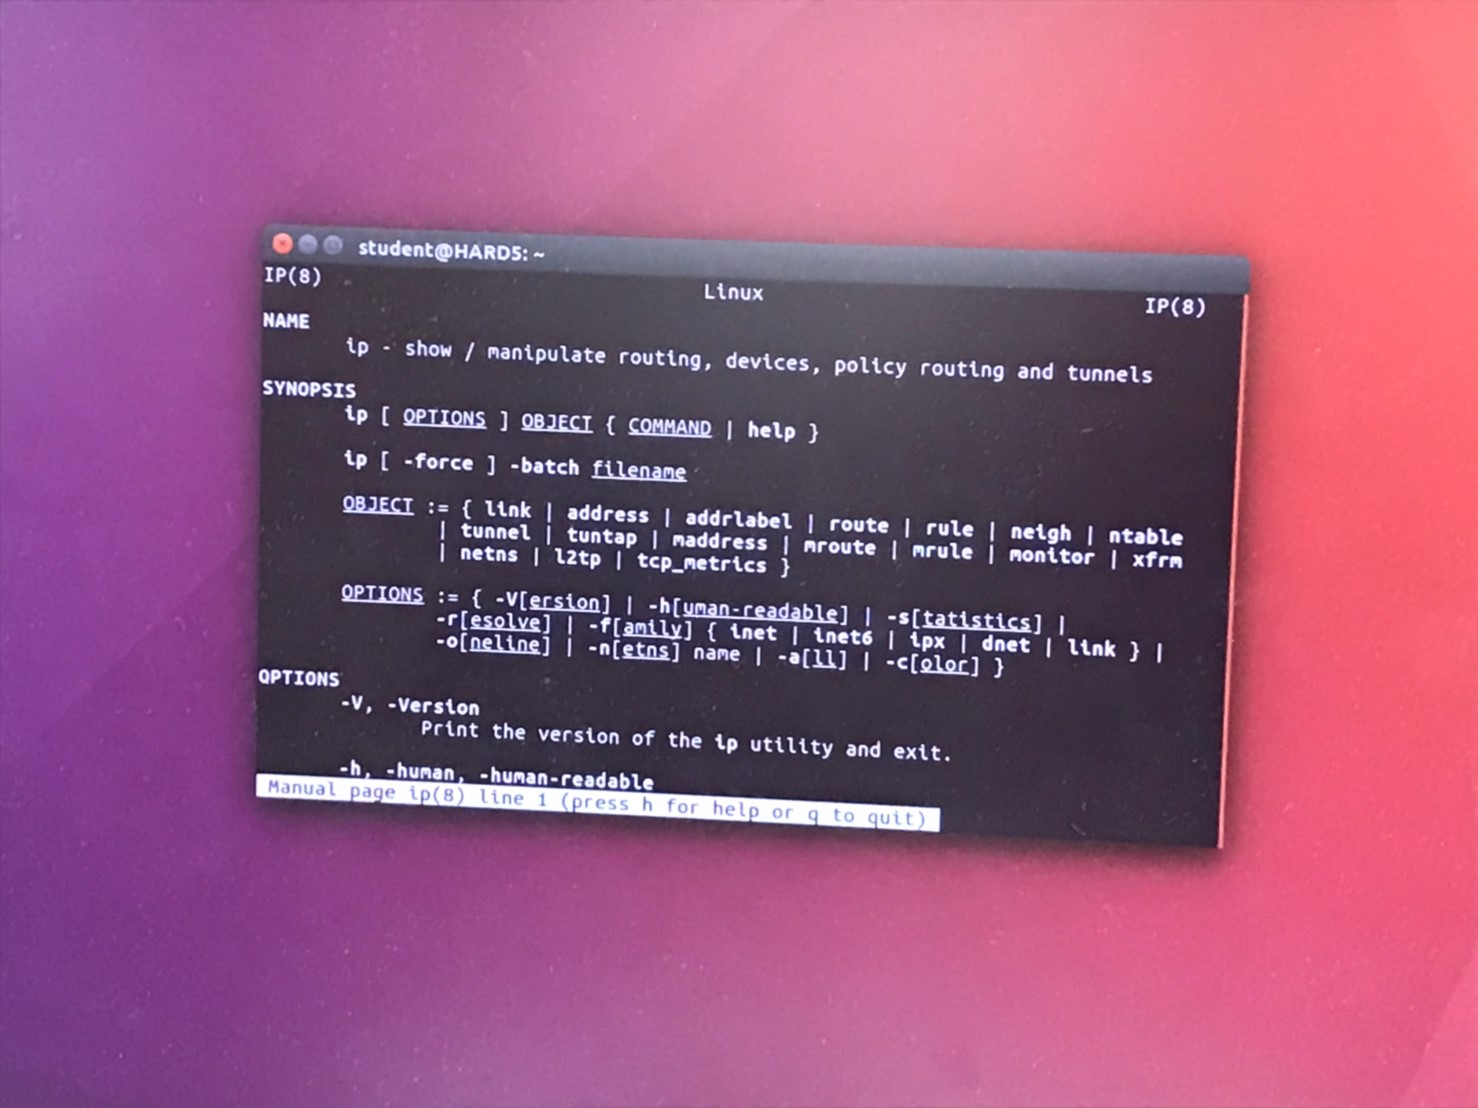 student@HARD5: ~
IP(8) Linux IP(8)
NAME
ip - show / manipulate routing, devices, policy routing and tunnels
SYNOPSIS
ip [ OPTIONS ] OBJECT { COMMAND | help }
ip [ -force ] -batch filename
OBJECT := { link | address | addrlabel | route | rule | neigh | ntable
| tunnel | tuntap | maddress | mroute | mrule | monitor | xfrm
| netns | l2tp | tcp_metrics }
OPTIONS := { -V[ersion] | -h[uman-readable] | -s[tatistics] |
-r[esolve] | -f[amily] { inet | inet6 | ipx | dnet | link } |
-o[neline] | -n[etns] name | -a[ll] | -c[olor] }
OPTIONS
-V, -Version
Print the version of the ip utility and exit.
-h, -human, -human-readable
Manual page ip(8) line 1 (press h for help or q to quit)